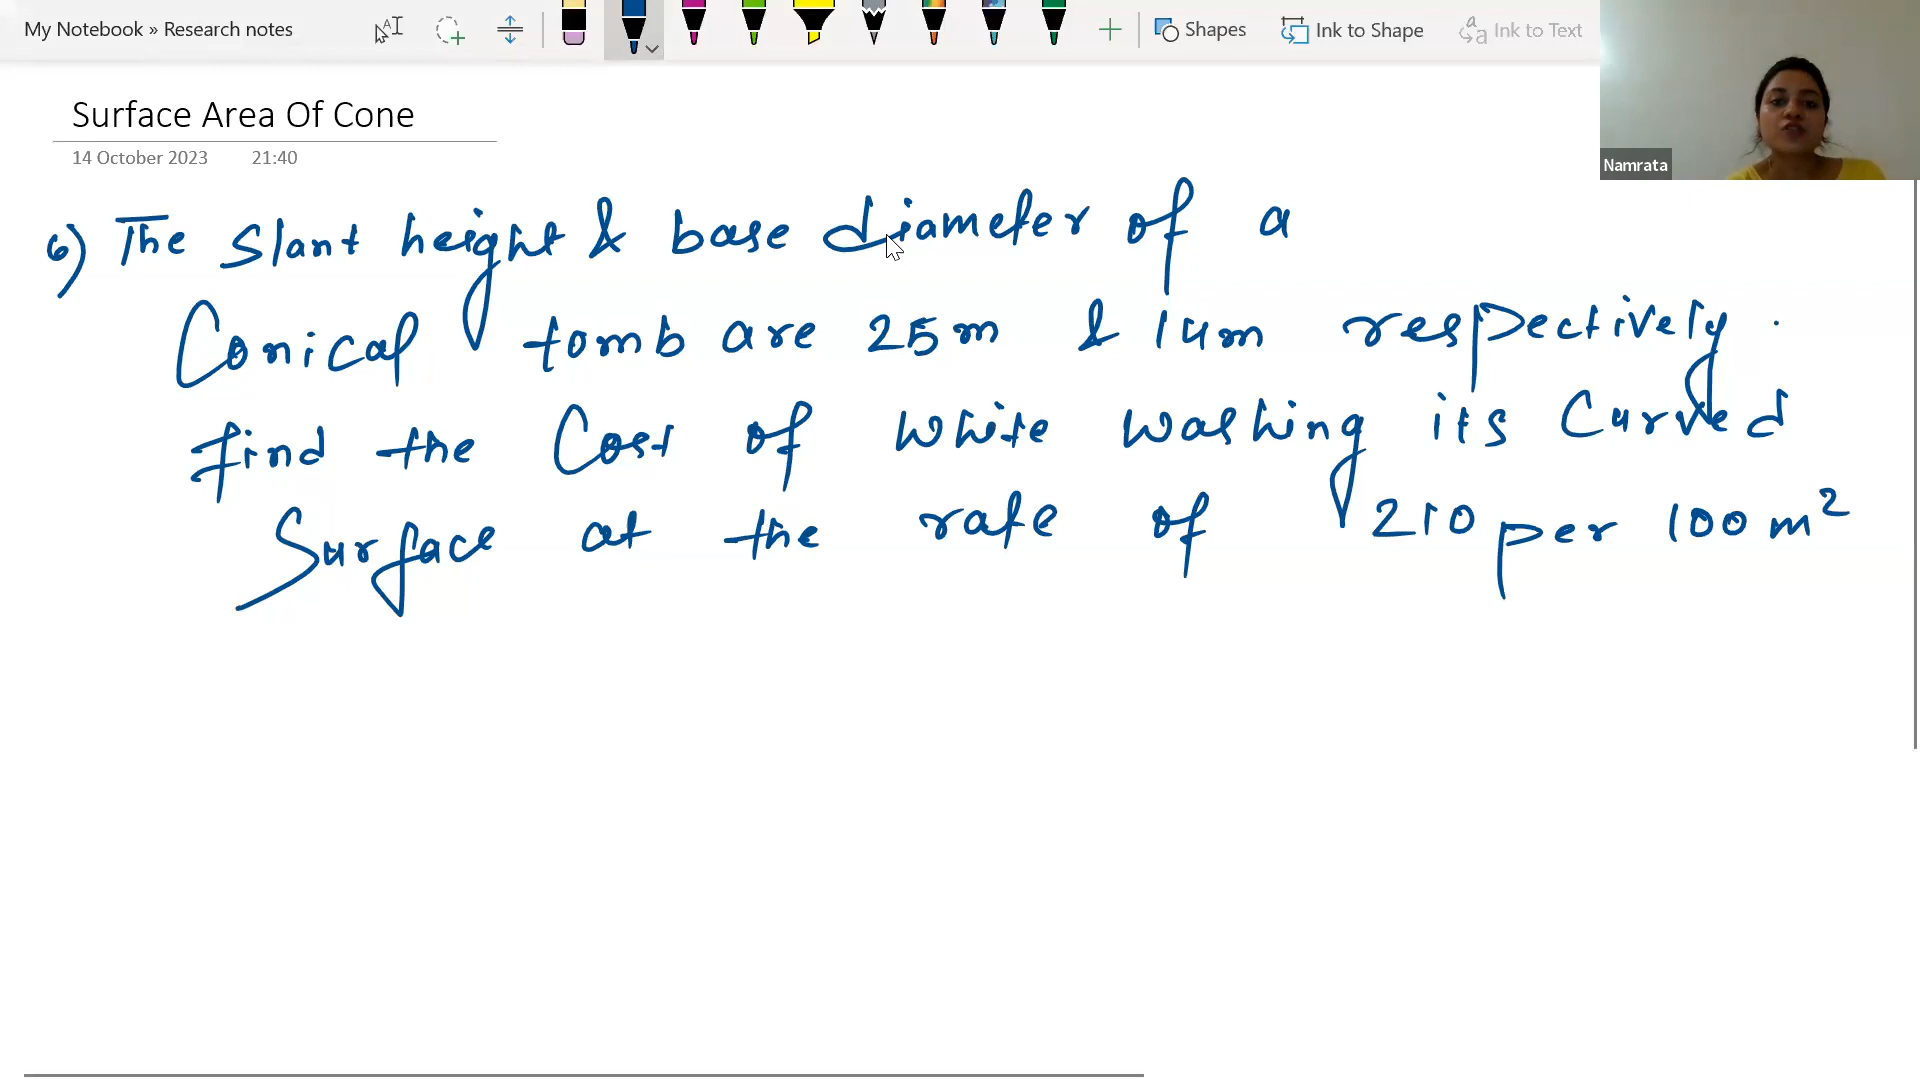 My Notebook » Research notes
Shapes
Ink to Shape
Ink to Text
Namrata
Surface Area Of Cone
14 October 2023 21:40
6) The slant height & base diameter of a
Conical tomb are 25m & 14m respectively.
find the Cost of white washing its Curved
Surface at the rate of 210 per 100 m²